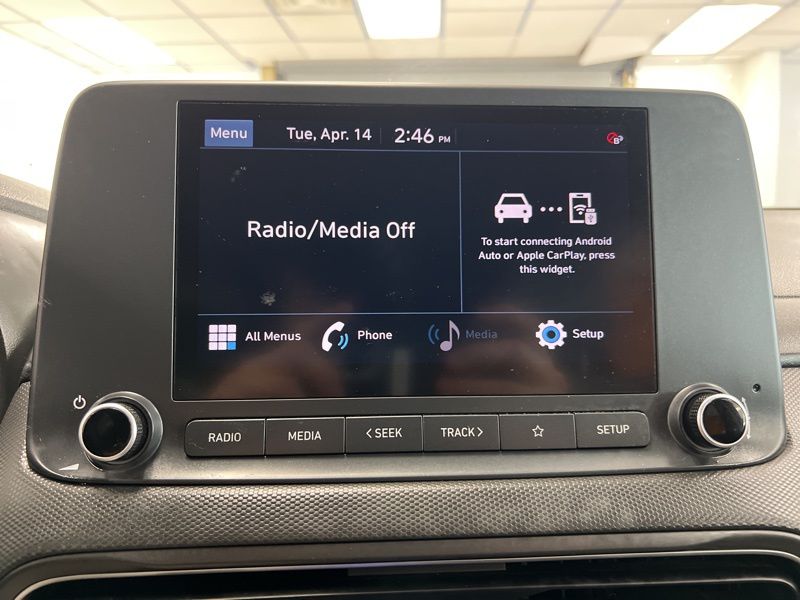 Menu Tue, Apr. 14 2:46 PM
Radio/Media Off
To start connecting Android
Auto or Apple CarPlay, press
this widget.
All Menus Phone Media Setup
RADIO MEDIA < SEEK TRACK > SETUP